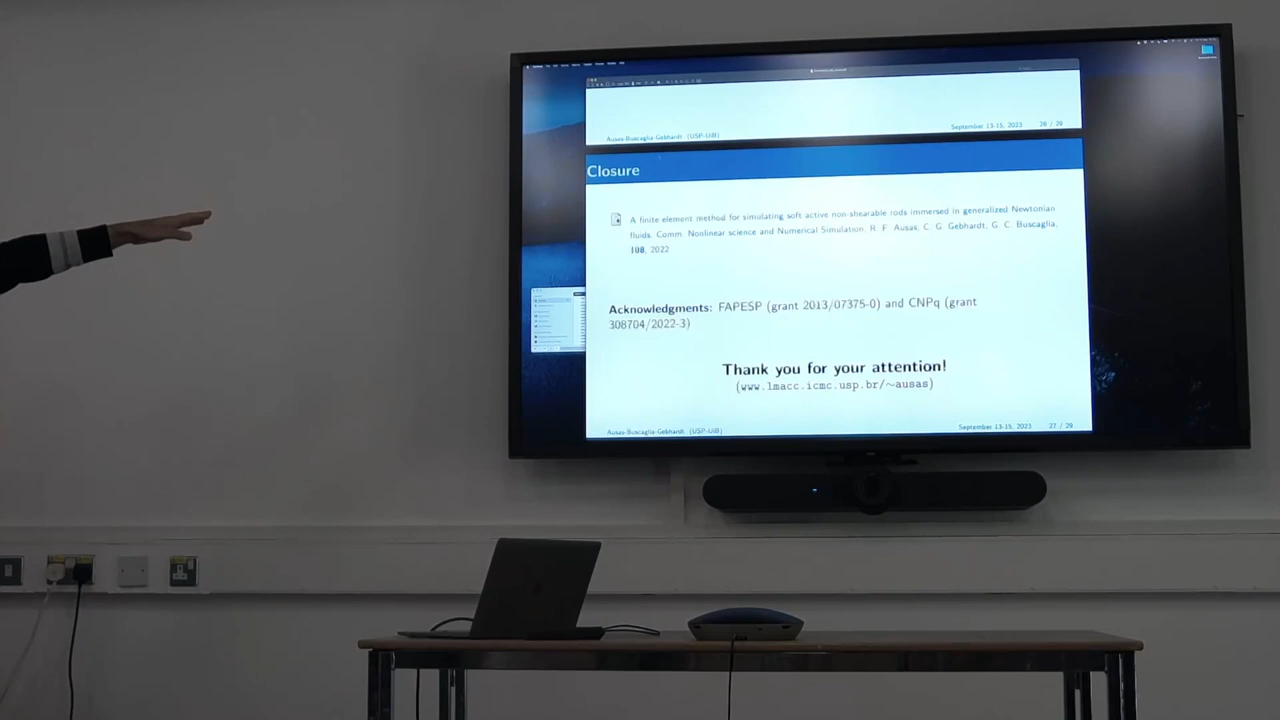 Ausas-Buscaglia-Gebhardt (USP-UiB)
September 13-15, 2023 26 / 29
Closure
A finite element method for simulating soft active non-shearable rods immersed in generalized Newtonian
fluids. Comm. Nonlinear science and Numerical Simulation, R. F. Ausas, C. G. Gebhardt, G. C. Buscaglia,
108, 2022
Acknowledgments: FAPESP (grant 2013/07375-0) and CNPq (grant
308704/2022-3)
Thank you for your attention!
(www.lmacc.icmc.usp.br/~ausas)
Ausas-Buscaglia-Gebhardt (USP-UiB)
September 13-15, 2023 27 / 29